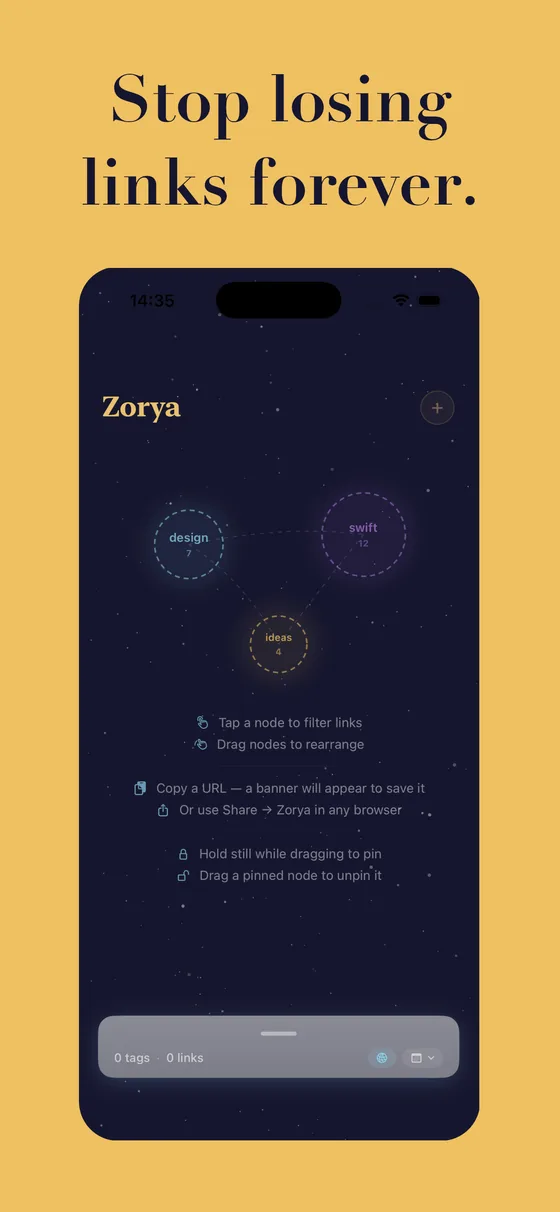 Stop losing
links forever.
14:35
Zorya
+
design
7
swift
12
ideas
4
Tap a node to filter links
Drag nodes to rearrange
Copy a URL — a banner will appear to save it
Or use Share → Zorya in any browser
Hold still while dragging to pin
Drag a pinned node to unpin it
0 tags · 0 links